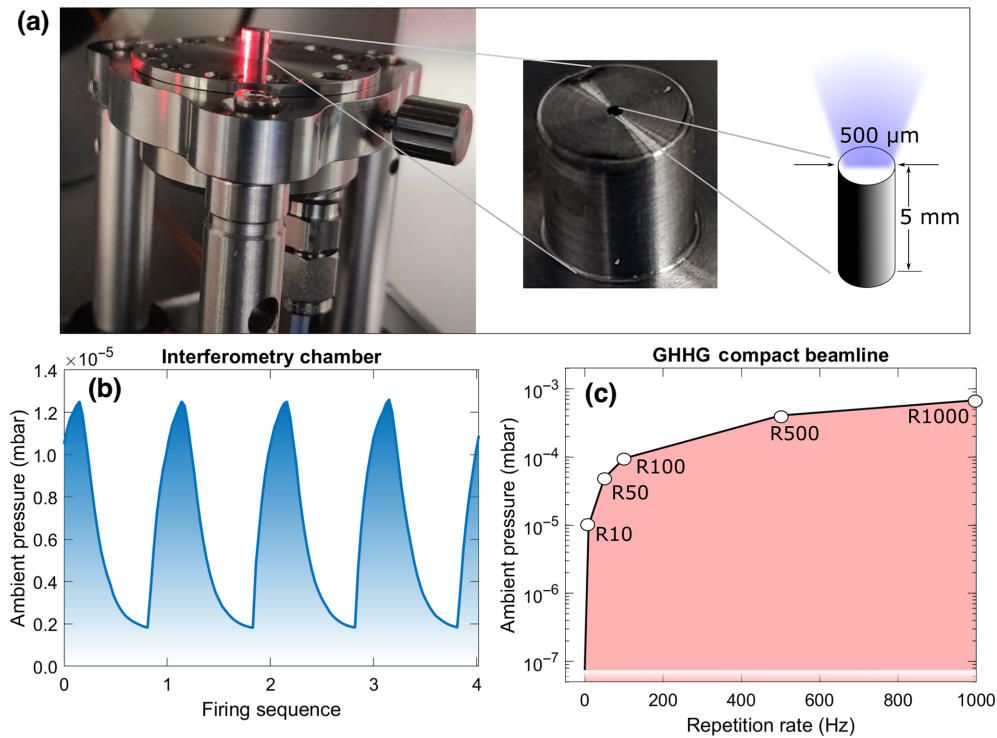 (a)
500 µm
5 mm
×10⁻⁵
Interferometry chamber
(b)
1.4
1.2
1.0
0.8
0.6
0.4
0.2
0.0
Ambient pressure (mbar)
0 1 2 3 4
Firing sequence
GHHG compact beamline
(c)
10⁻³
10⁻⁴
10⁻⁵
10⁻⁶
10⁻⁷
Ambient pressure (mbar)
R10
R50
R100
R500
R1000
0 200 400 600 800 1000
Repetition rate (Hz)